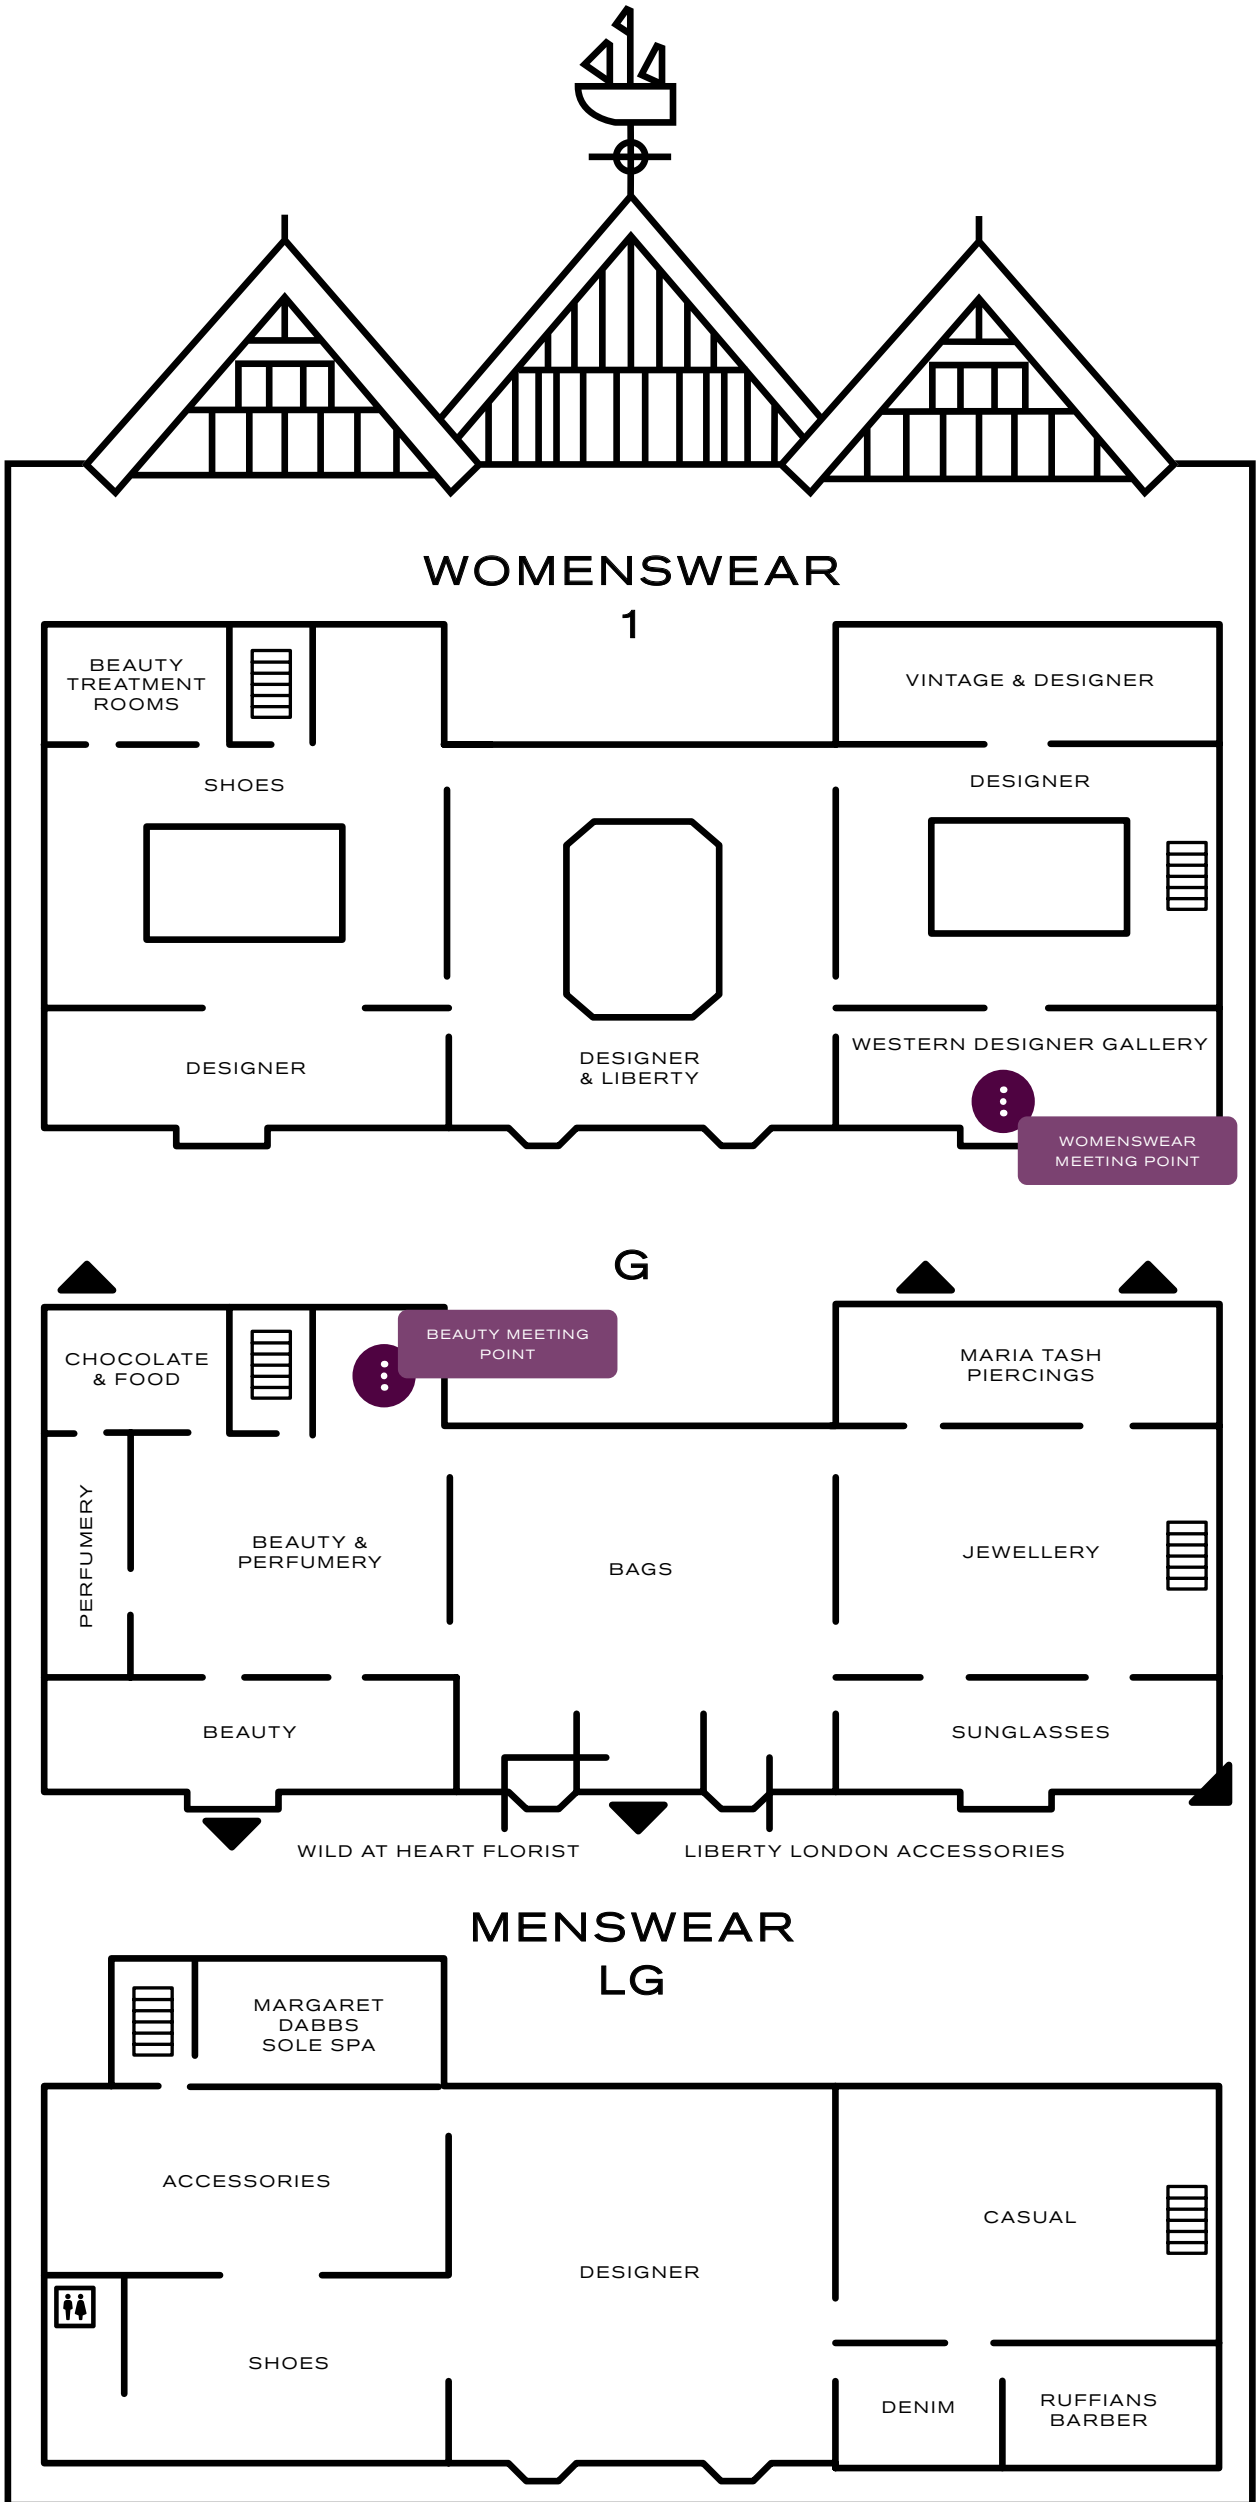 WOMENSWEAR
1
BEAUTY
TREATMENT
ROOMS
VINTAGE & DESIGNER
SHOES
DESIGNER
DESIGNER
DESIGNER
& LIBERTY
WESTERN DESIGNER GALLERY
WOMENSWEAR
MEETING POINT
G
CHOCOLATE
& FOOD
BEAUTY MEETING
POINT
MARIA TASH
PIERCINGS
PERFUMERY
BEAUTY &
PERFUMERY
BAGS
JEWELLERY
BEAUTY
SUNGLASSES
WILD AT HEART FLORIST
LIBERTY LONDON ACCESSORIES
MENSWEAR
LG
MARGARET
DABBS
SOLE SPA
ACCESSORIES
CASUAL
DESIGNER
SHOES
DENIM
RUFFIANS
BARBER